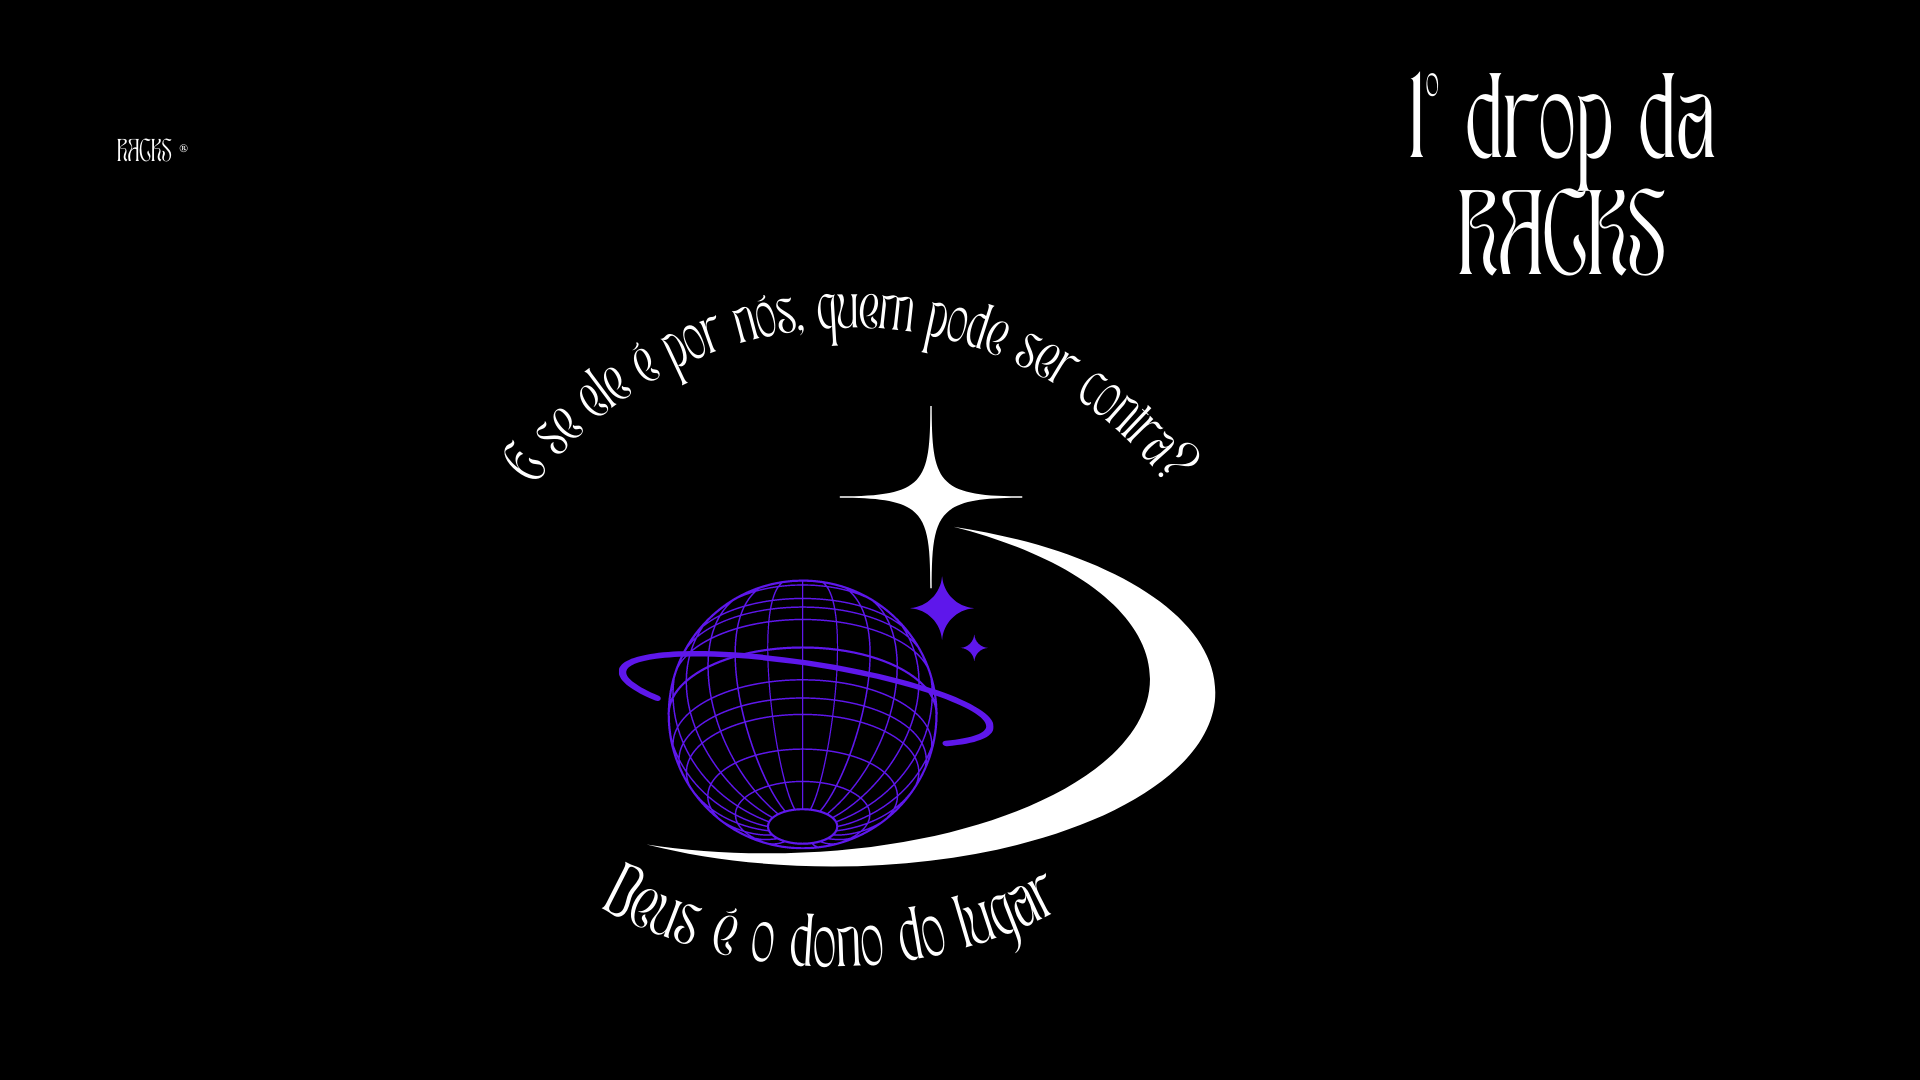 RACKS ®
1° drop da
RACKS
E se ele é por nós, quem pode ser contra?
Deus é o dono do lugar